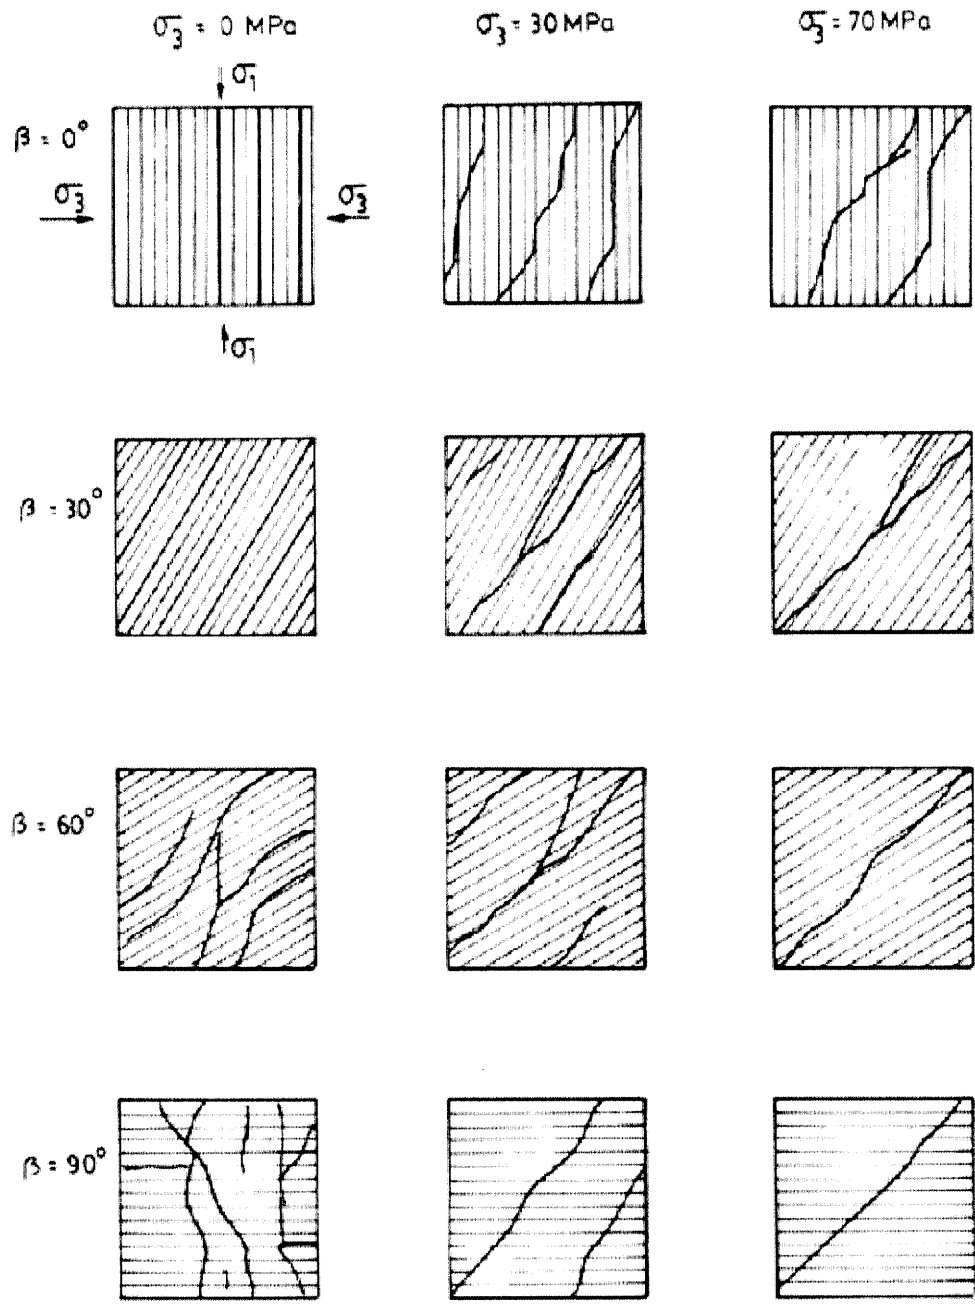 σ3 = 0 MPa
σ3 = 30 MPa
σ3 = 70 MPa
σ1
β = 0°
σ3
σ3
σ1
β = 30°
β = 60°
β = 90°